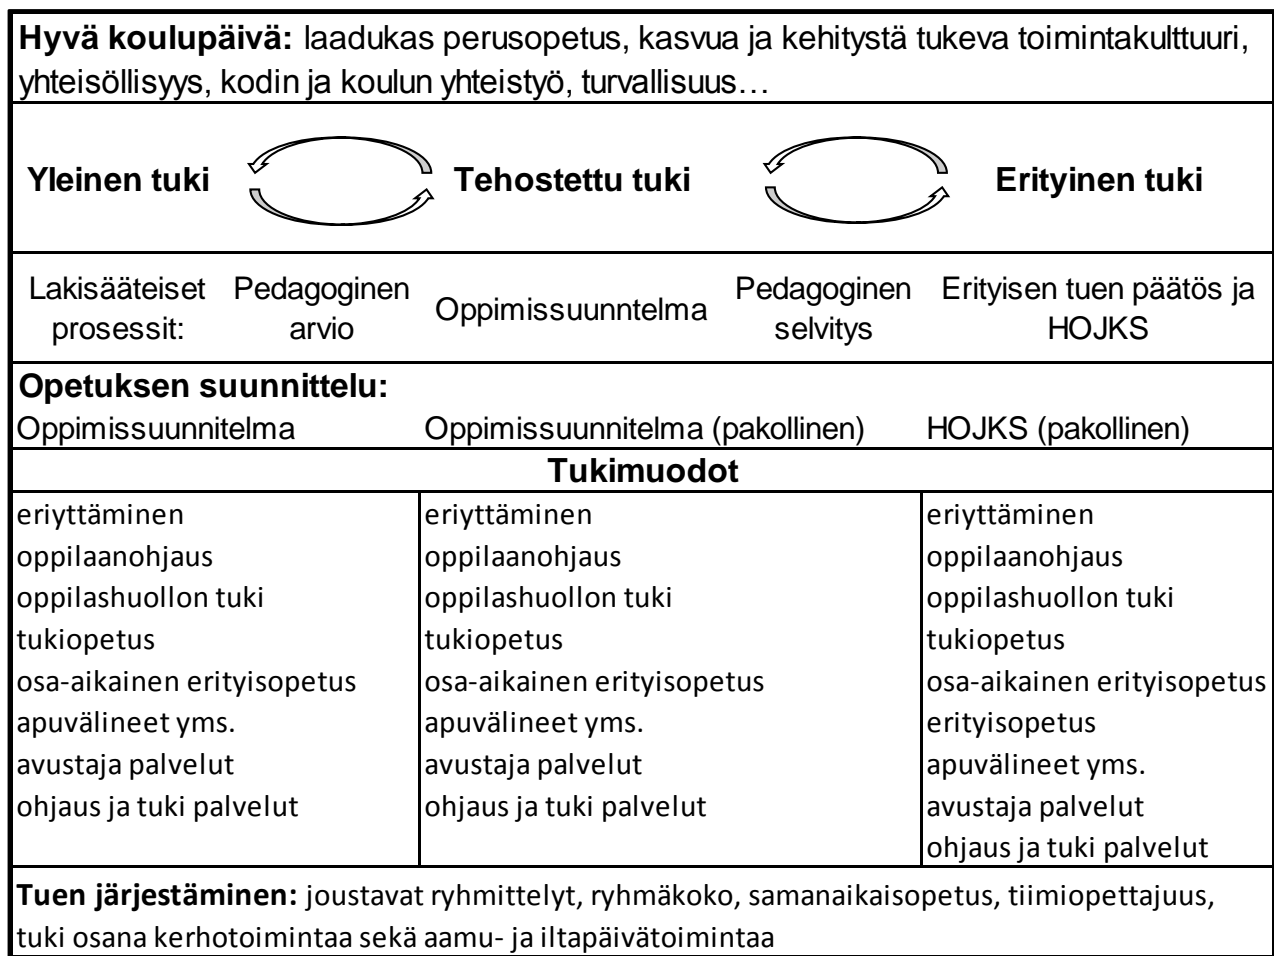 Hyvä koulupäivä: laadukas perusopetus, kasvua ja kehitystä tukeva toimintakulttuuri,
yhteisöllisyys, kodin ja koulun yhteistyö, turvallisuus…
Yleinen tuki
Tehostettu tuki
Erityinen tuki
Lakisääteiset
prosessit:
Pedagoginen
arvio
Oppimissuunntelma
Pedagoginen
selvitys
Erityisen tuen päätös ja
HOJKS
Opetuksen suunnittelu:
Oppimissuunnitelma
Oppimissuunnitelma (pakollinen)
HOJKS (pakollinen)
Tukimuodot
eriyttäminen
oppilaanohjaus
oppilashuollon tuki
tukiopetus
osa-aikainen erityisopetus
apuvälineet yms.
avustaja palvelut
ohjaus ja tuki palvelut
eriyttäminen
oppilaanohjaus
oppilashuollon tuki
tukiopetus
osa-aikainen erityisopetus
apuvälineet yms.
avustaja palvelut
ohjaus ja tuki palvelut
eriyttäminen
oppilaanohjaus
oppilashuollon tuki
tukiopetus
osa-aikainen erityisopetus
erityisopetus
apuvälineet yms.
avustaja palvelut
ohjaus ja tuki palvelut
Tuen järjestäminen: joustavat ryhmittelyt, ryhmäkoko, samanaikaisopetus, tiimiopettajuus,
tuki osana kerhotoimintaa sekä aamu- ja iltapäivätoimintaa